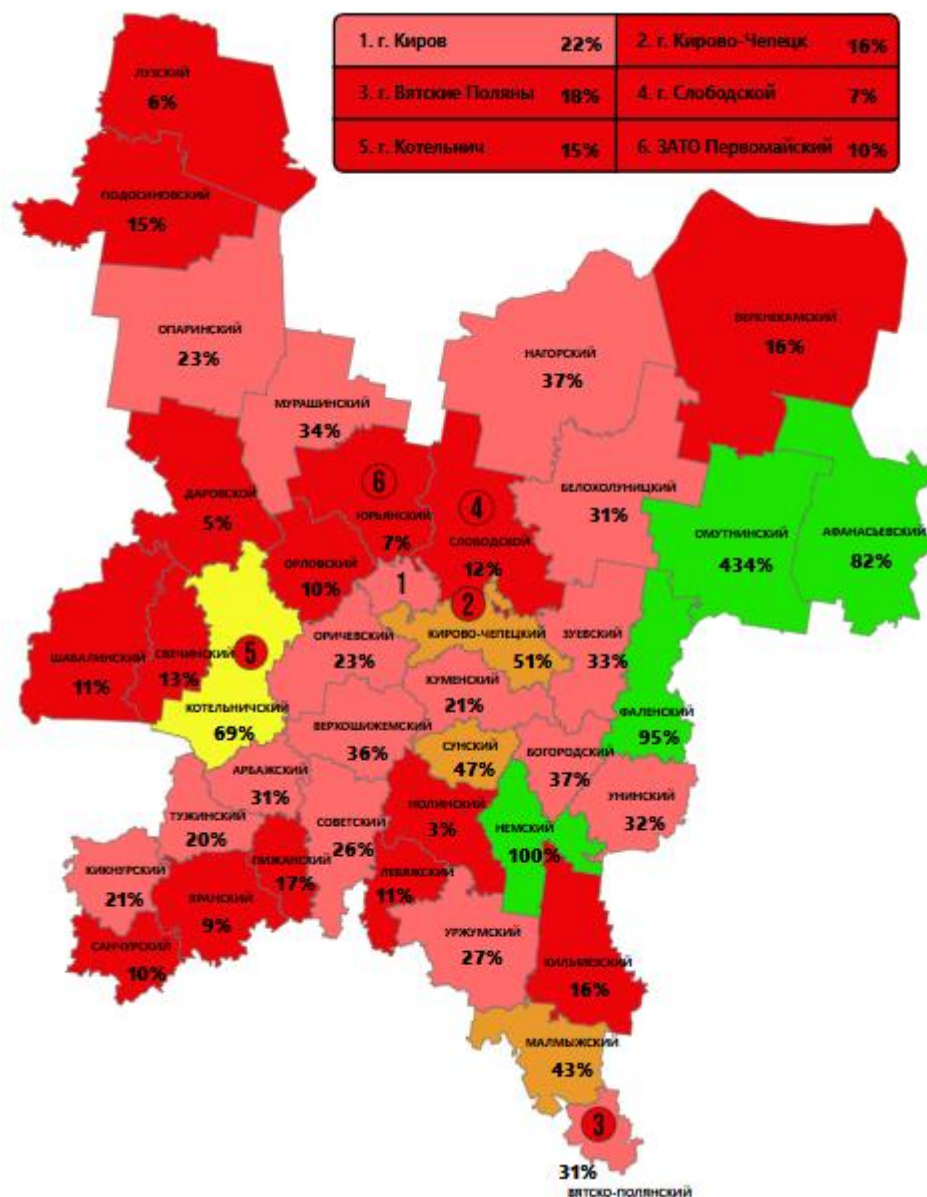 1. г. Киров 22%
2. г. Кирово-Чепецк 16%
3. г. Вятские Поляны 18%
4. г. Слободской 7%
5. г. Котельнич 15%
6. ЗАТО Первомайский 10%
ЛУЗСКИЙ
6%
ПОДОСИНОВСКИЙ
15%
ОПАРИНСКИЙ
23%
МУРАШИНСКИЙ
34%
НАГОРСКИЙ
37%
ВЕРХНЕКАМСКИЙ
16%
ДАРОВСКОЙ
5%
6
ЮРЬЯНСКИЙ
7%
4
СЛОБОДСКОЙ
12%
БЕЛОХОЛУНИЦКИЙ
31%
ОМУТНИНСКИЙ
434%
АФАНАСЬЕВСКИЙ
82%
ОРЛОВСКИЙ
10%
1
2
КИРОВО-ЧЕПЕЦКИЙ
51%
ЗУЕВСКИЙ
33%
ШАБАЛИНСКИЙ
11%
СВЕЧИНСКИЙ
13%
5
КОТЕЛЬНИЧСКИЙ
69%
ОРИЧЕВСКИЙ
23%
КУМЕНСКИЙ
21%
ФАЛЕНСКИЙ
95%
ВЕРХОШИЖЕМСКИЙ
36%
СУНСКИЙ
47%
БОГОРОДСКИЙ
37%
УНИНСКИЙ
32%
АРБАЖСКИЙ
31%
ТУЖИНСКИЙ
20%
СОВЕТСКИЙ
26%
НОЛИНСКИЙ
3%
НЕМСКИЙ
100%
КИКНУРСКИЙ
21%
ЯРАНСКИЙ
9%
ПИЖАНСКИЙ
17%
ЛЕБЯЖСКИЙ
11%
САНЧУРСКИЙ
10%
УРЖУМСКИЙ
27%
КИЛЬМЕЗСКИЙ
16%
МАЛМЫЖСКИЙ
43%
3
31%
ВЯТСКО-ПОЛЯНСКИЙ